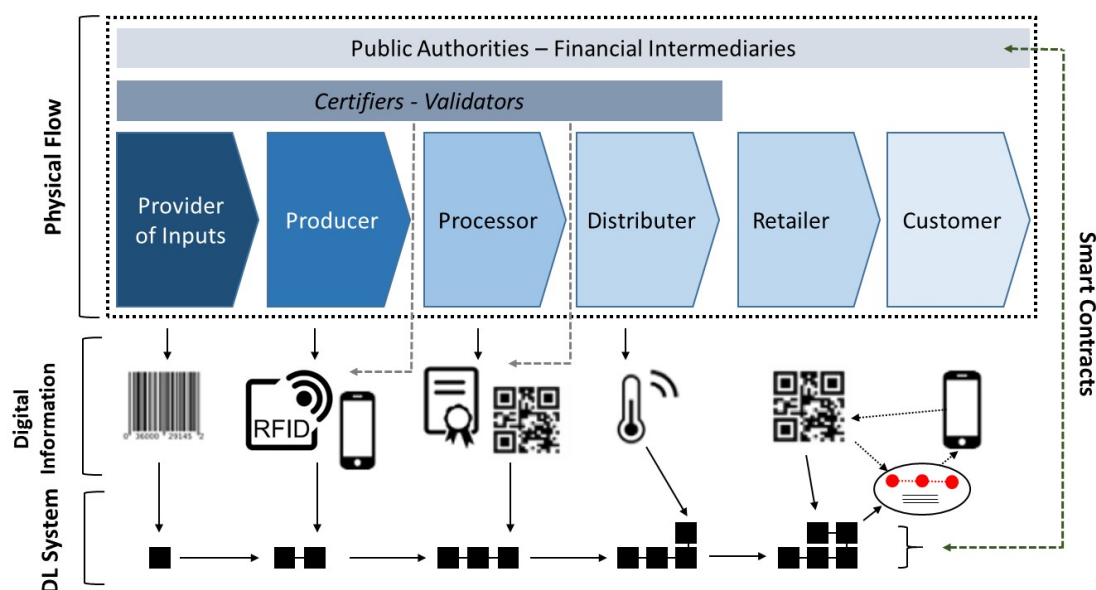 Public Authorities – Financial Intermediaries
Certifiers - Validators
Physical Flow
Provider
of Inputs
Producer
Processor
Distributer
Retailer
Customer
Smart Contracts
Digital
Information
0 36000 29145 2
RFID
DL System